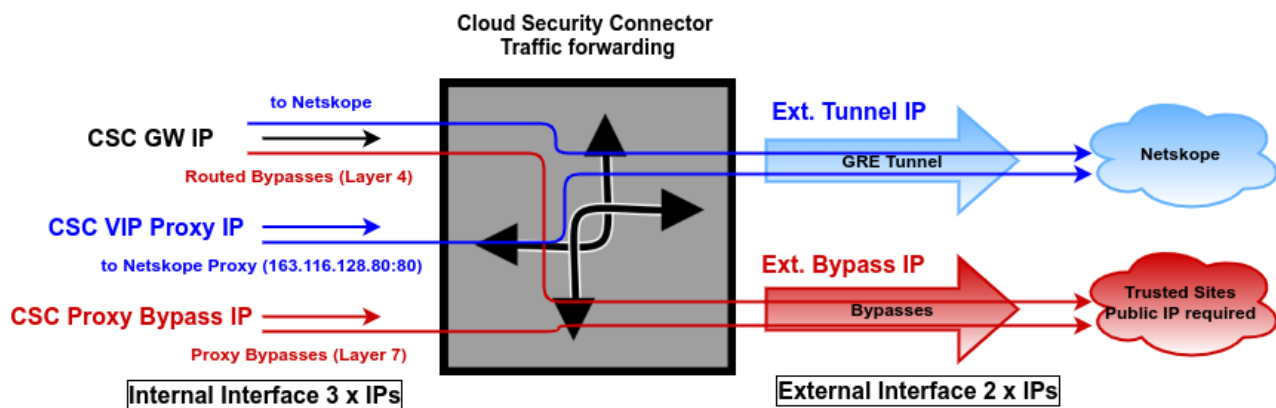 Cloud Security Connector
Traffic forwarding
to Netskope
CSC GW IP
Routed Bypasses (Layer 4)
CSC VIP Proxy IP
to Netskope Proxy (163.116.128.80:80)
CSC Proxy Bypass IP
Proxy Bypasses (Layer 7)
Internal Interface 3 x IPs
Ext. Tunnel IP
GRE Tunnel
Netskope
Ext. Bypass IP
Bypasses
Trusted Sites
Public IP required
External Interface 2 x IPs